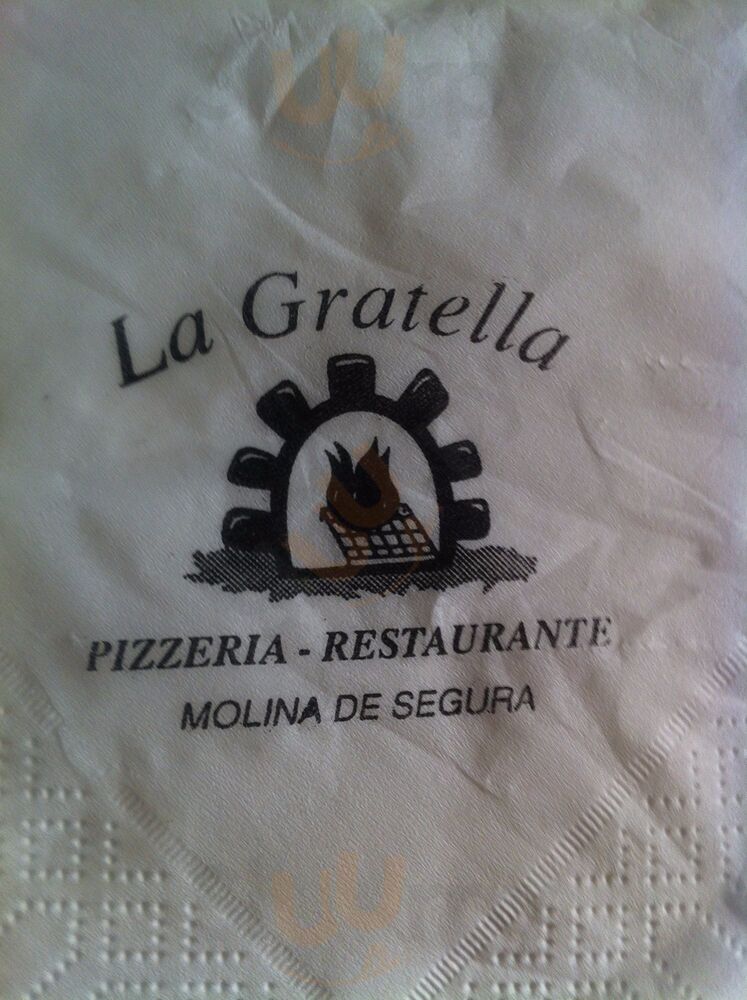 La Gratella
PIZZERIA - RESTAURANTE
MOLINA DE SEGURA